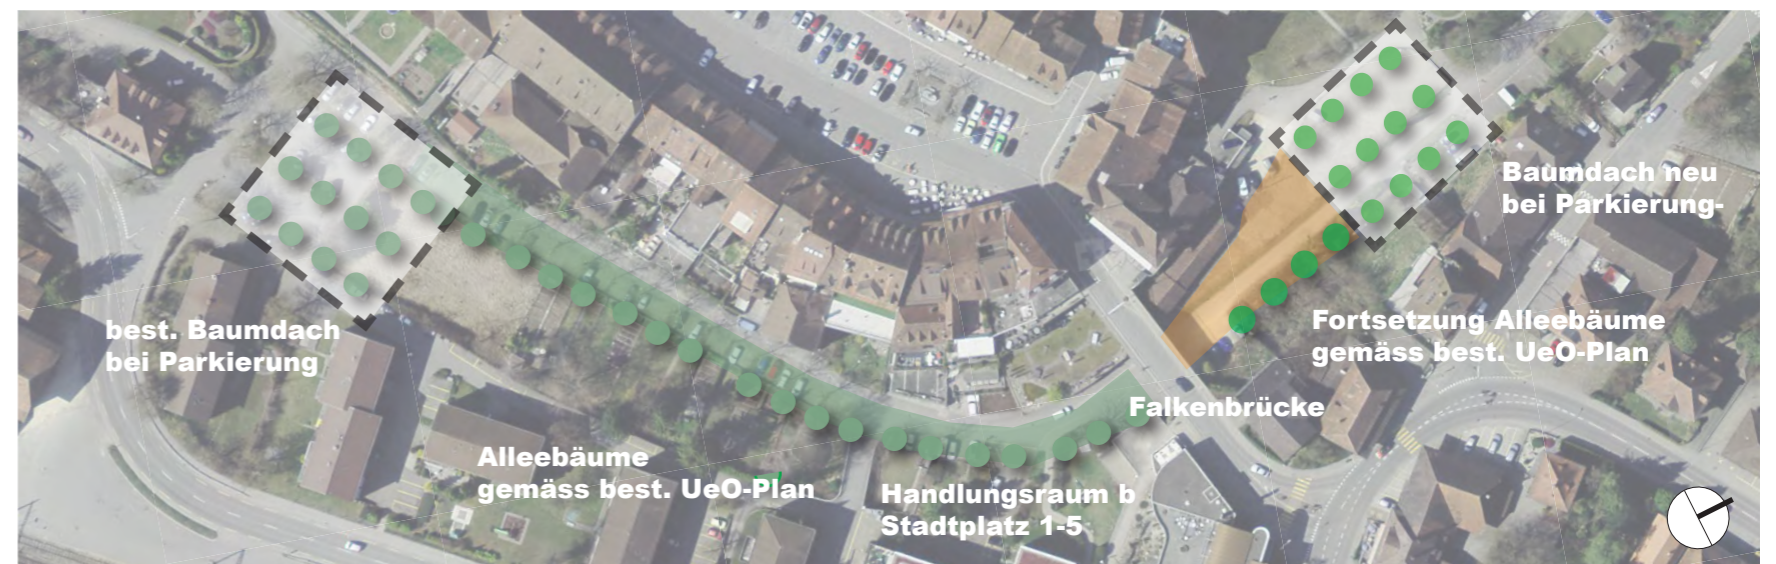 Baumdach neu
bei Parkierung-
best. Baumdach
bei Parkierung
Fortsetzung Alleebäume
gemäss best. UeO-Plan
Falkenbrücke
Alleebäume
gemäss best. UeO-Plan
Handlungsraum b
Stadtplatz 1-5